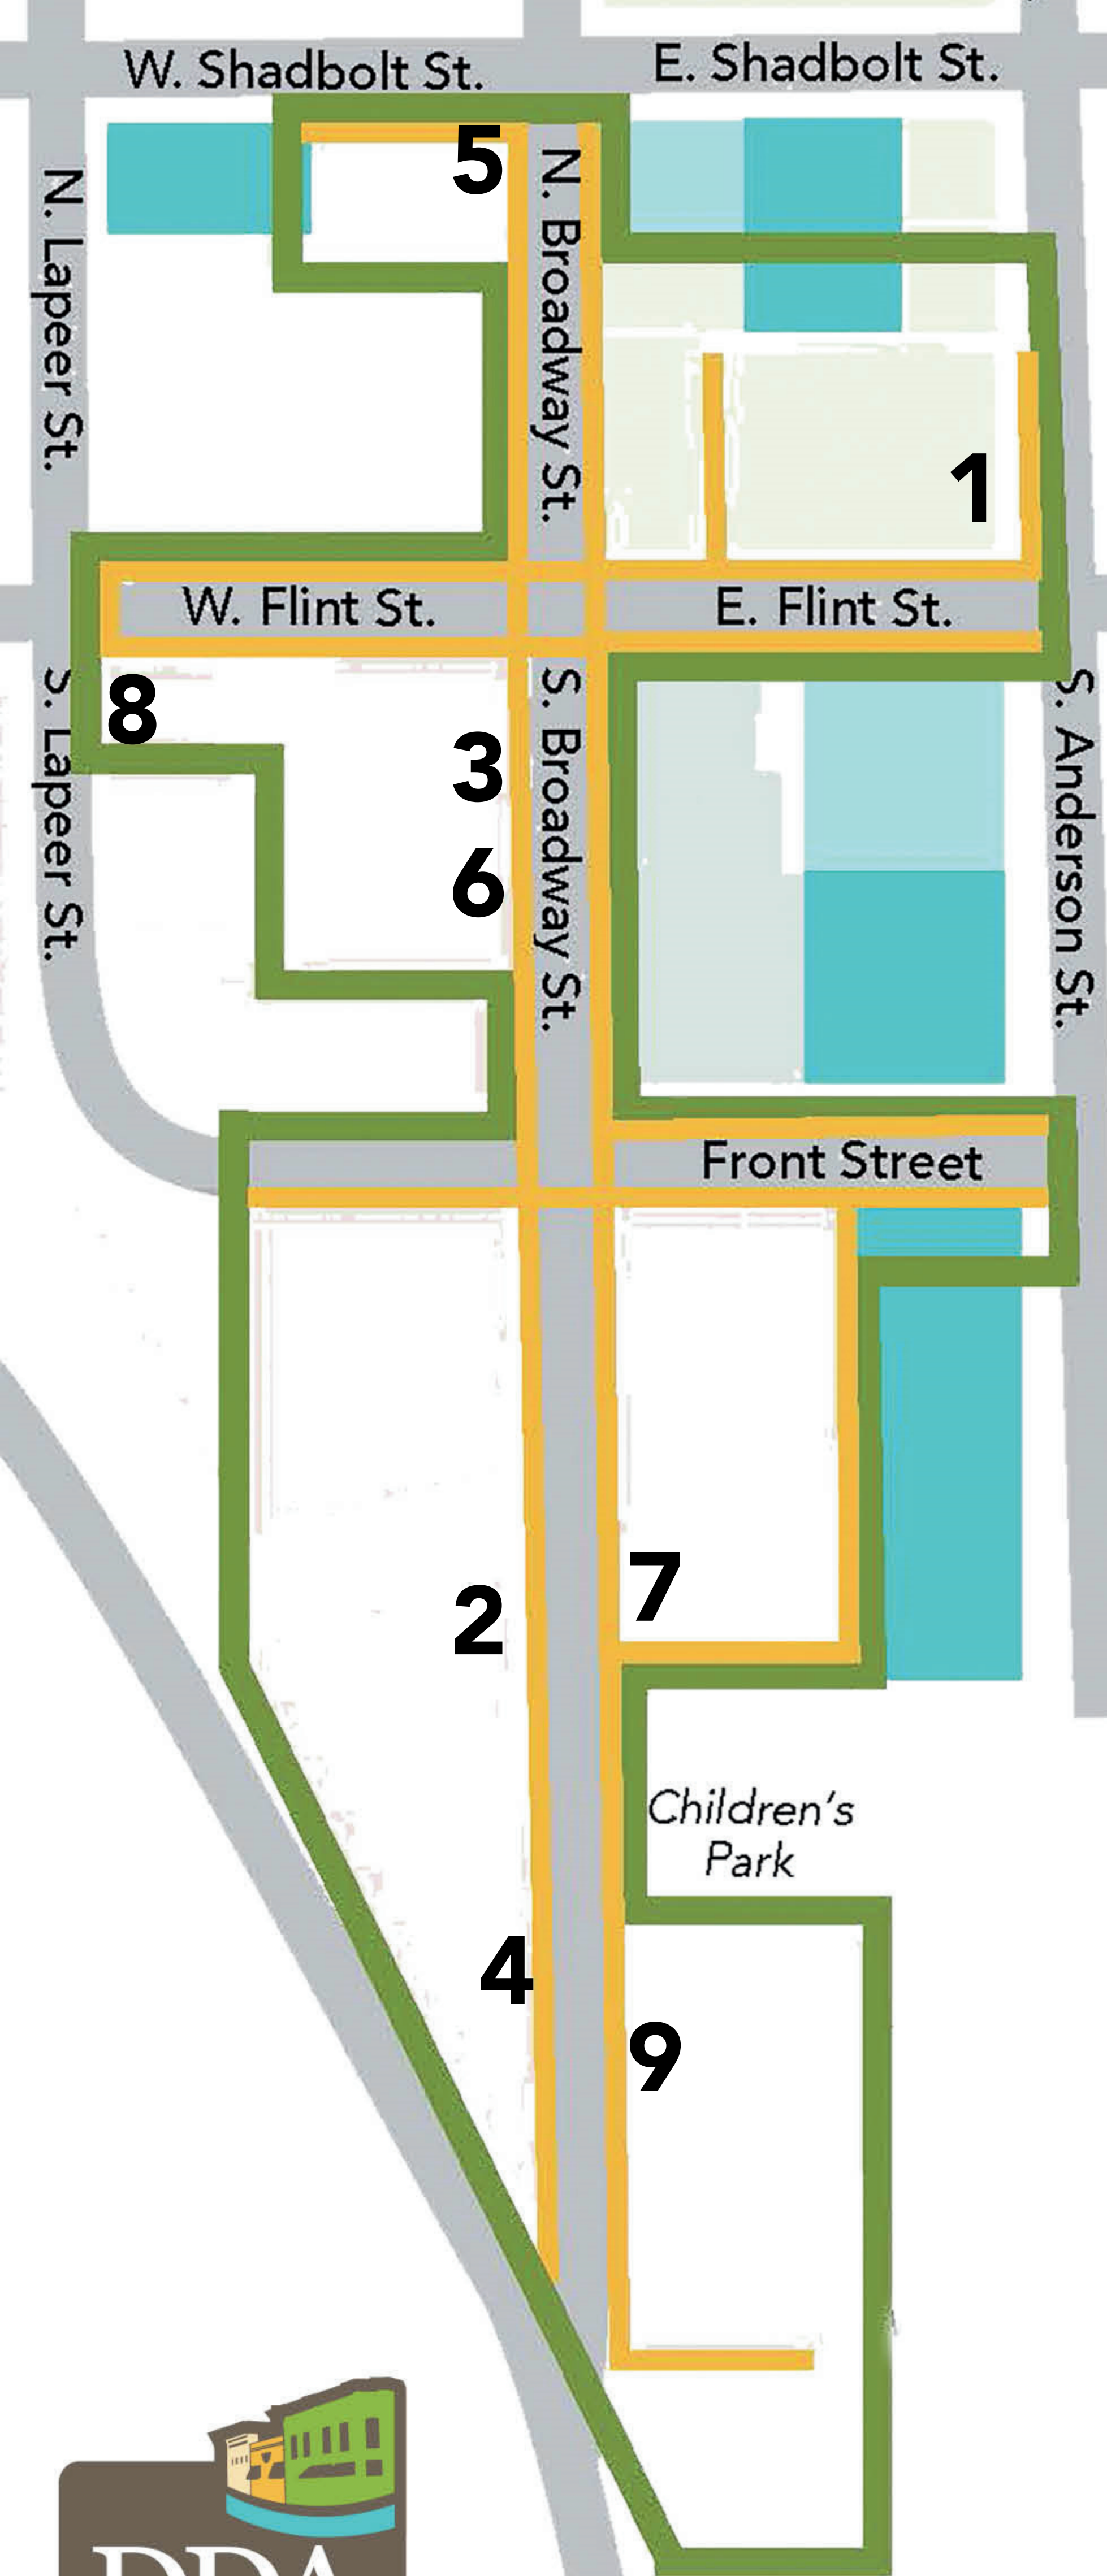 W. Shadbolt St.
E. Shadbolt St.
5
N. Lapeer St.
N. Broadway St.
1
W. Flint St.
E. Flint St.
8
3
6
S. Lapeer St.
S. Broadway St.
S. Anderson St.
Front Street
7
2
Children's
Park
4
9
DDA